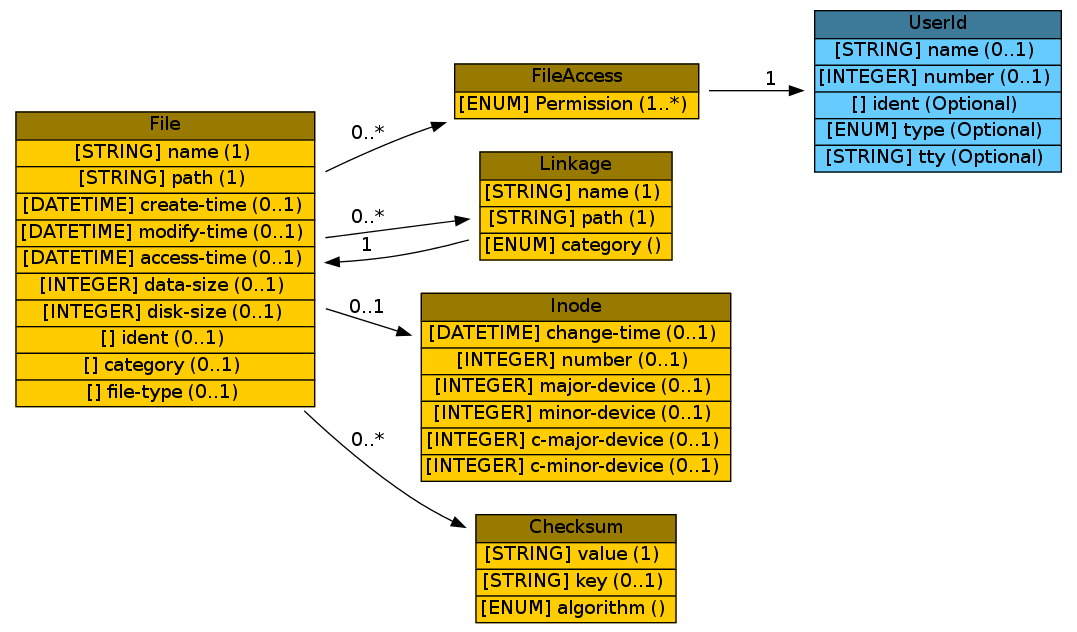 File
[STRING] name (1)
[STRING] path (1)
[DATETIME] create-time (0..1)
[DATETIME] modify-time (0..1)
[DATETIME] access-time (0..1)
[INTEGER] data-size (0..1)
[INTEGER] disk-size (0..1)
[] ident (0..1)
[] category (0..1)
[] file-type (0..1)
0..*
0..*
1
0..1
0..*
FileAccess
[ENUM] Permission (1..*)
1
UserId
[STRING] name (0..1)
[INTEGER] number (0..1)
[] ident (Optional)
[ENUM] type (Optional)
[STRING] tty (Optional)
Linkage
[STRING] name (1)
[STRING] path (1)
[ENUM] category ()
Inode
[DATETIME] change-time (0..1)
[INTEGER] number (0..1)
[INTEGER] major-device (0..1)
[INTEGER] minor-device (0..1)
[INTEGER] c-major-device (0..1)
[INTEGER] c-minor-device (0..1)
Checksum
[STRING] value (1)
[STRING] key (0..1)
[ENUM] algorithm ()